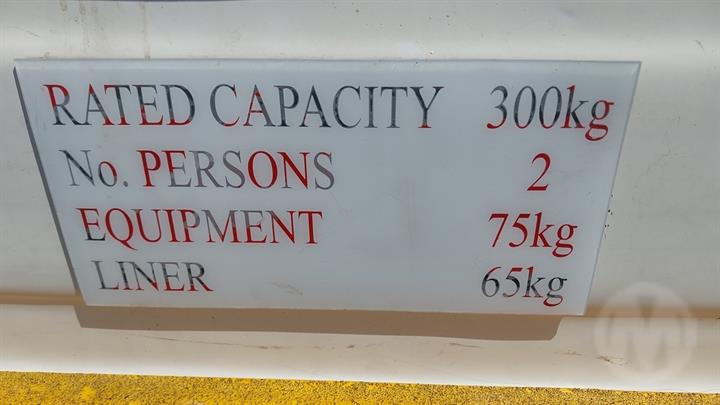 RATED CAPACITY 300kg
No. PERSONS 2
EQUIPMENT 75kg
LINER 65kg
M